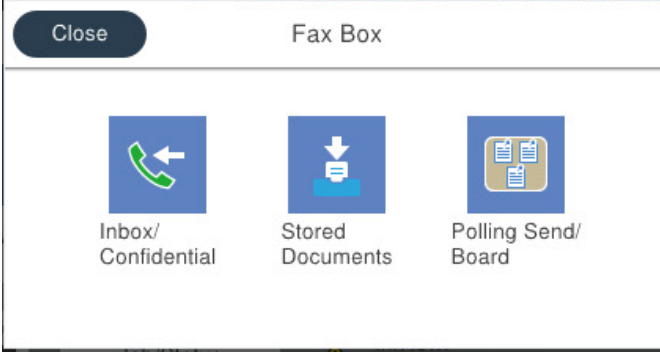 Close
Fax Box
Inbox/
Confidential
Stored
Documents
Polling Send/
Board